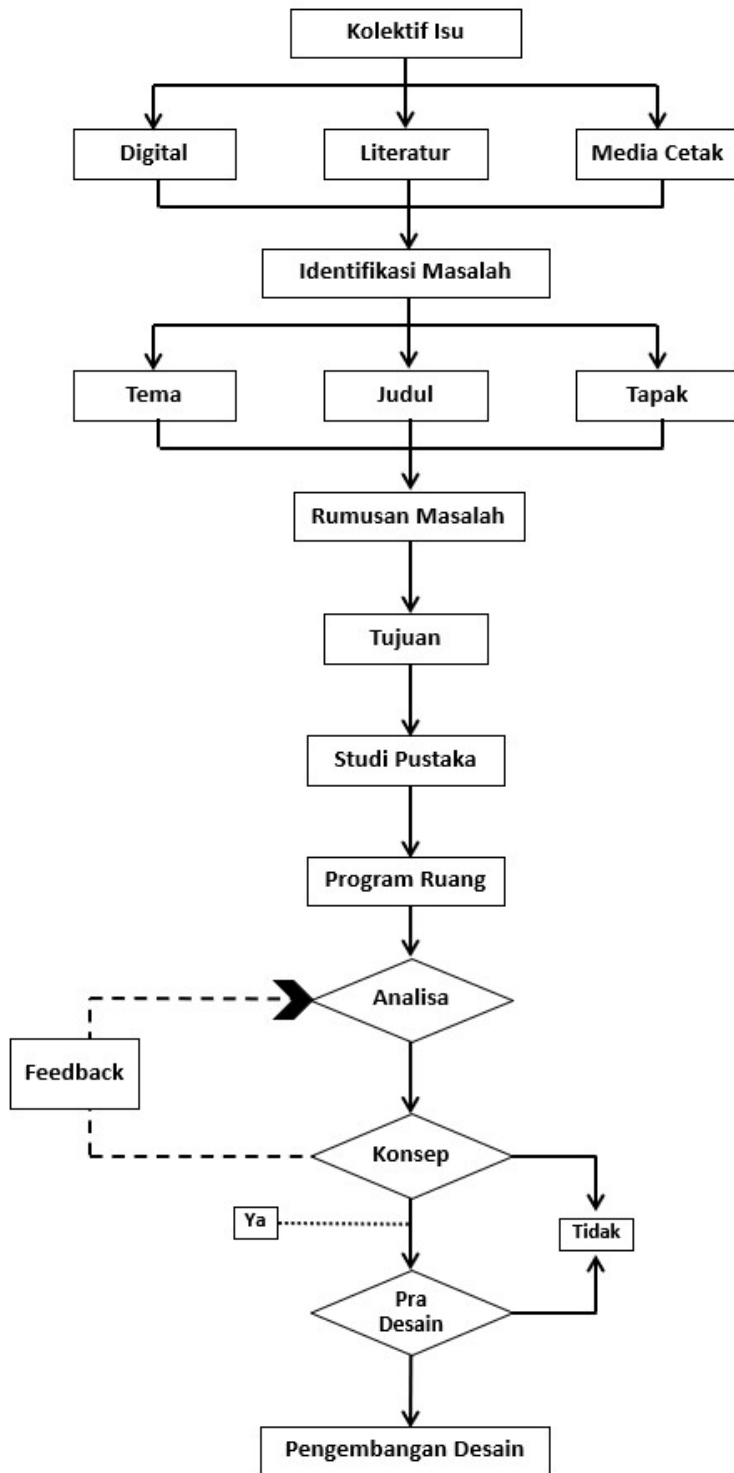 Kolektif Isu
Digital
Literatur
Media Cetak
Identifikasi Masalah
Tema
Judul
Tapak
Rumusan Masalah
Tujuan
Studi Pustaka
Program Ruang
Analisa
Feedback
Konsep
Ya
Tidak
Pra
Desain
Pengembangan Desain